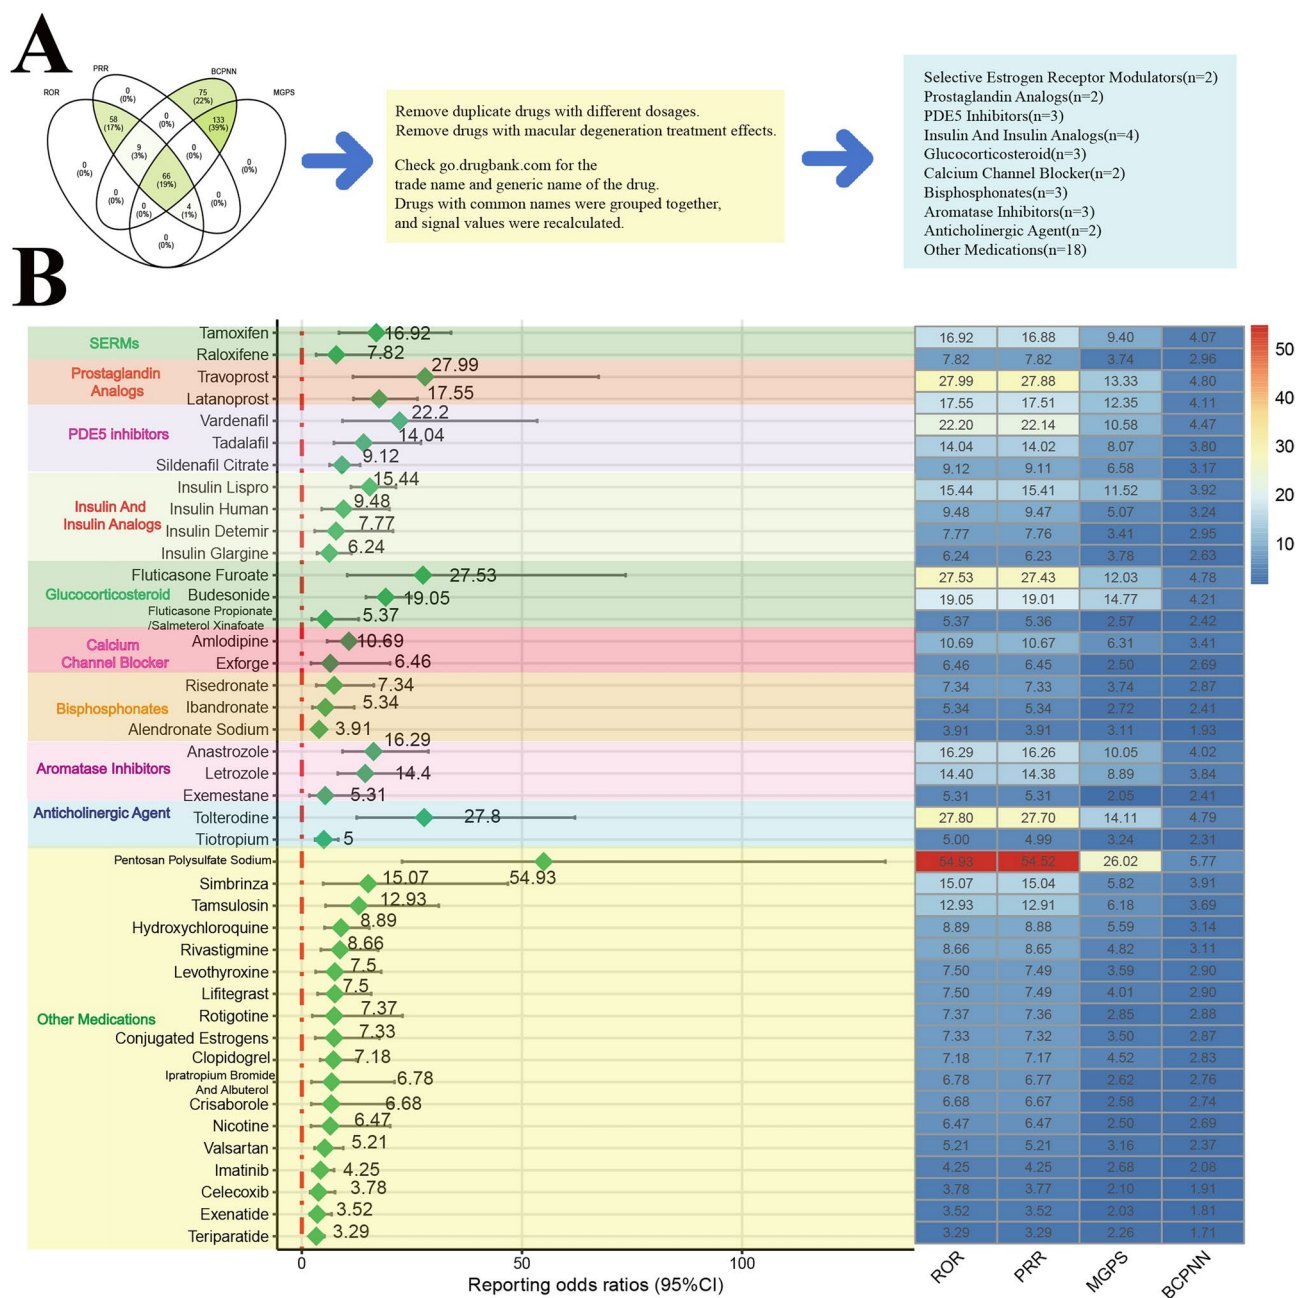 A
PRR
BCPNN
ROR
MGPS
0
(0%)
75
(22%)
58
(17%)
0
(0%)
133
(39%)
9
(3%)
0
(0%)
0
(0%)
66
(19%)
0
(0%)
0
(0%)
0
(0%)
4
(1%)
0
(0%)
0
(0%)
Remove duplicate drugs with different dosages.
Remove drugs with macular degeneration treatment effects.
Check go.drugbank.com for the
trade name and generic name of the drug.
Drugs with common names were grouped together,
and signal values were recalculated.
Selective Estrogen Receptor Modulators(n=2)
Prostaglandin Analogs(n=2)
PDE5 Inhibitors(n=3)
Insulin And Insulin Analogs(n=4)
Glucocorticosteroid(n=3)
Calcium Channel Blocker(n=2)
Bisphosphonates(n=3)
Aromatase Inhibitors(n=3)
Anticholinergic Agent(n=2)
Other Medications(n=18)
B
SERMs
Tamoxifen 16.92 16.92 16.88 9.40 4.07
Raloxifene 7.82 7.82 7.82 3.74 2.96
Prostaglandin
Analogs
Travoprost 27.99 27.99 27.88 13.33 4.80
Latanoprost 17.55 17.55 17.51 12.35 4.11
PDE5 inhibitors
Vardenafil 22.2 22.20 22.14 10.58 4.47
Tadalafil 14.04 14.04 14.02 8.07 3.80
Sildenafil Citrate 9.12 9.12 9.11 6.58 3.17
Insulin And
Insulin Analogs
Insulin Lispro 15.44 15.44 15.41 11.52 3.92
Insulin Human 9.48 9.48 9.47 5.07 3.24
Insulin Detemir 7.77 7.77 7.76 3.41 2.95
Insulin Glargine 6.24 6.24 6.23 3.78 2.63
Glucocorticosteroid
Fluticasone Furoate 27.53 27.53 27.43 12.03 4.78
Budesonide 19.05 19.05 19.01 14.77 4.21
Fluticasone Propionate
/Salmeterol Xinafoate 5.37 5.37 5.36 2.57 2.42
Calcium
Channel Blocker
Amlodipine 10.69 10.69 10.67 6.31 3.41
Exforge 6.46 6.46 6.45 2.50 2.69
Bisphosphonates
Risedronate 7.34 7.34 7.33 3.74 2.87
Ibandronate 5.34 5.34 5.34 2.72 2.41
Alendronate Sodium 3.91 3.91 3.91 3.11 1.93
Aromatase Inhibitors
Anastrozole 16.29 16.29 16.26 10.05 4.02
Letrozole 14.4 14.40 14.38 8.89 3.84
Exemestane 5.31 5.31 5.31 2.05 2.41
Anticholinergic Agent
Tolterodine 27.8 27.80 27.70 14.11 4.79
Tiotropium 5 5.00 4.99 3.24 2.31
Other Medications
Pentosan Polysulfate Sodium 54.93 54.93 54.52 26.02 5.77
Simbrinza 15.07 15.07 15.04 5.82 3.91
Tamsulosin 12.93 12.93 12.91 6.18 3.69
Hydroxychloroquine 8.89 8.89 8.88 5.59 3.14
Rivastigmine 8.66 8.66 8.65 4.82 3.11
Levothyroxine 7.5 7.50 7.49 3.59 2.90
Lifitegrast 7.5 7.50 7.49 4.01 2.90
Rotigotine 7.37 7.37 7.36 2.85 2.88
Conjugated Estrogens 7.33 7.33 7.32 3.50 2.87
Clopidogrel 7.18 7.18 7.17 4.52 2.83
Ipratropium Bromide
And Albuterol 6.78 6.78 6.77 2.62 2.76
Crisaborole 6.68 6.68 6.67 2.58 2.74
Nicotine 6.47 6.47 6.47 2.50 2.69
Valsartan 5.21 5.21 5.21 3.16 2.37
Imatinib 4.25 4.25 4.25 2.68 2.08
Celecoxib 3.78 3.78 3.77 2.10 1.91
Exenatide 3.52 3.52 3.52 2.03 1.81
Teriparatide 3.29 3.29 3.29 2.26 1.71
0 50 100
Reporting odds ratios (95%CI)
ROR PRR MGPS BCPNN
50
40
30
20
10